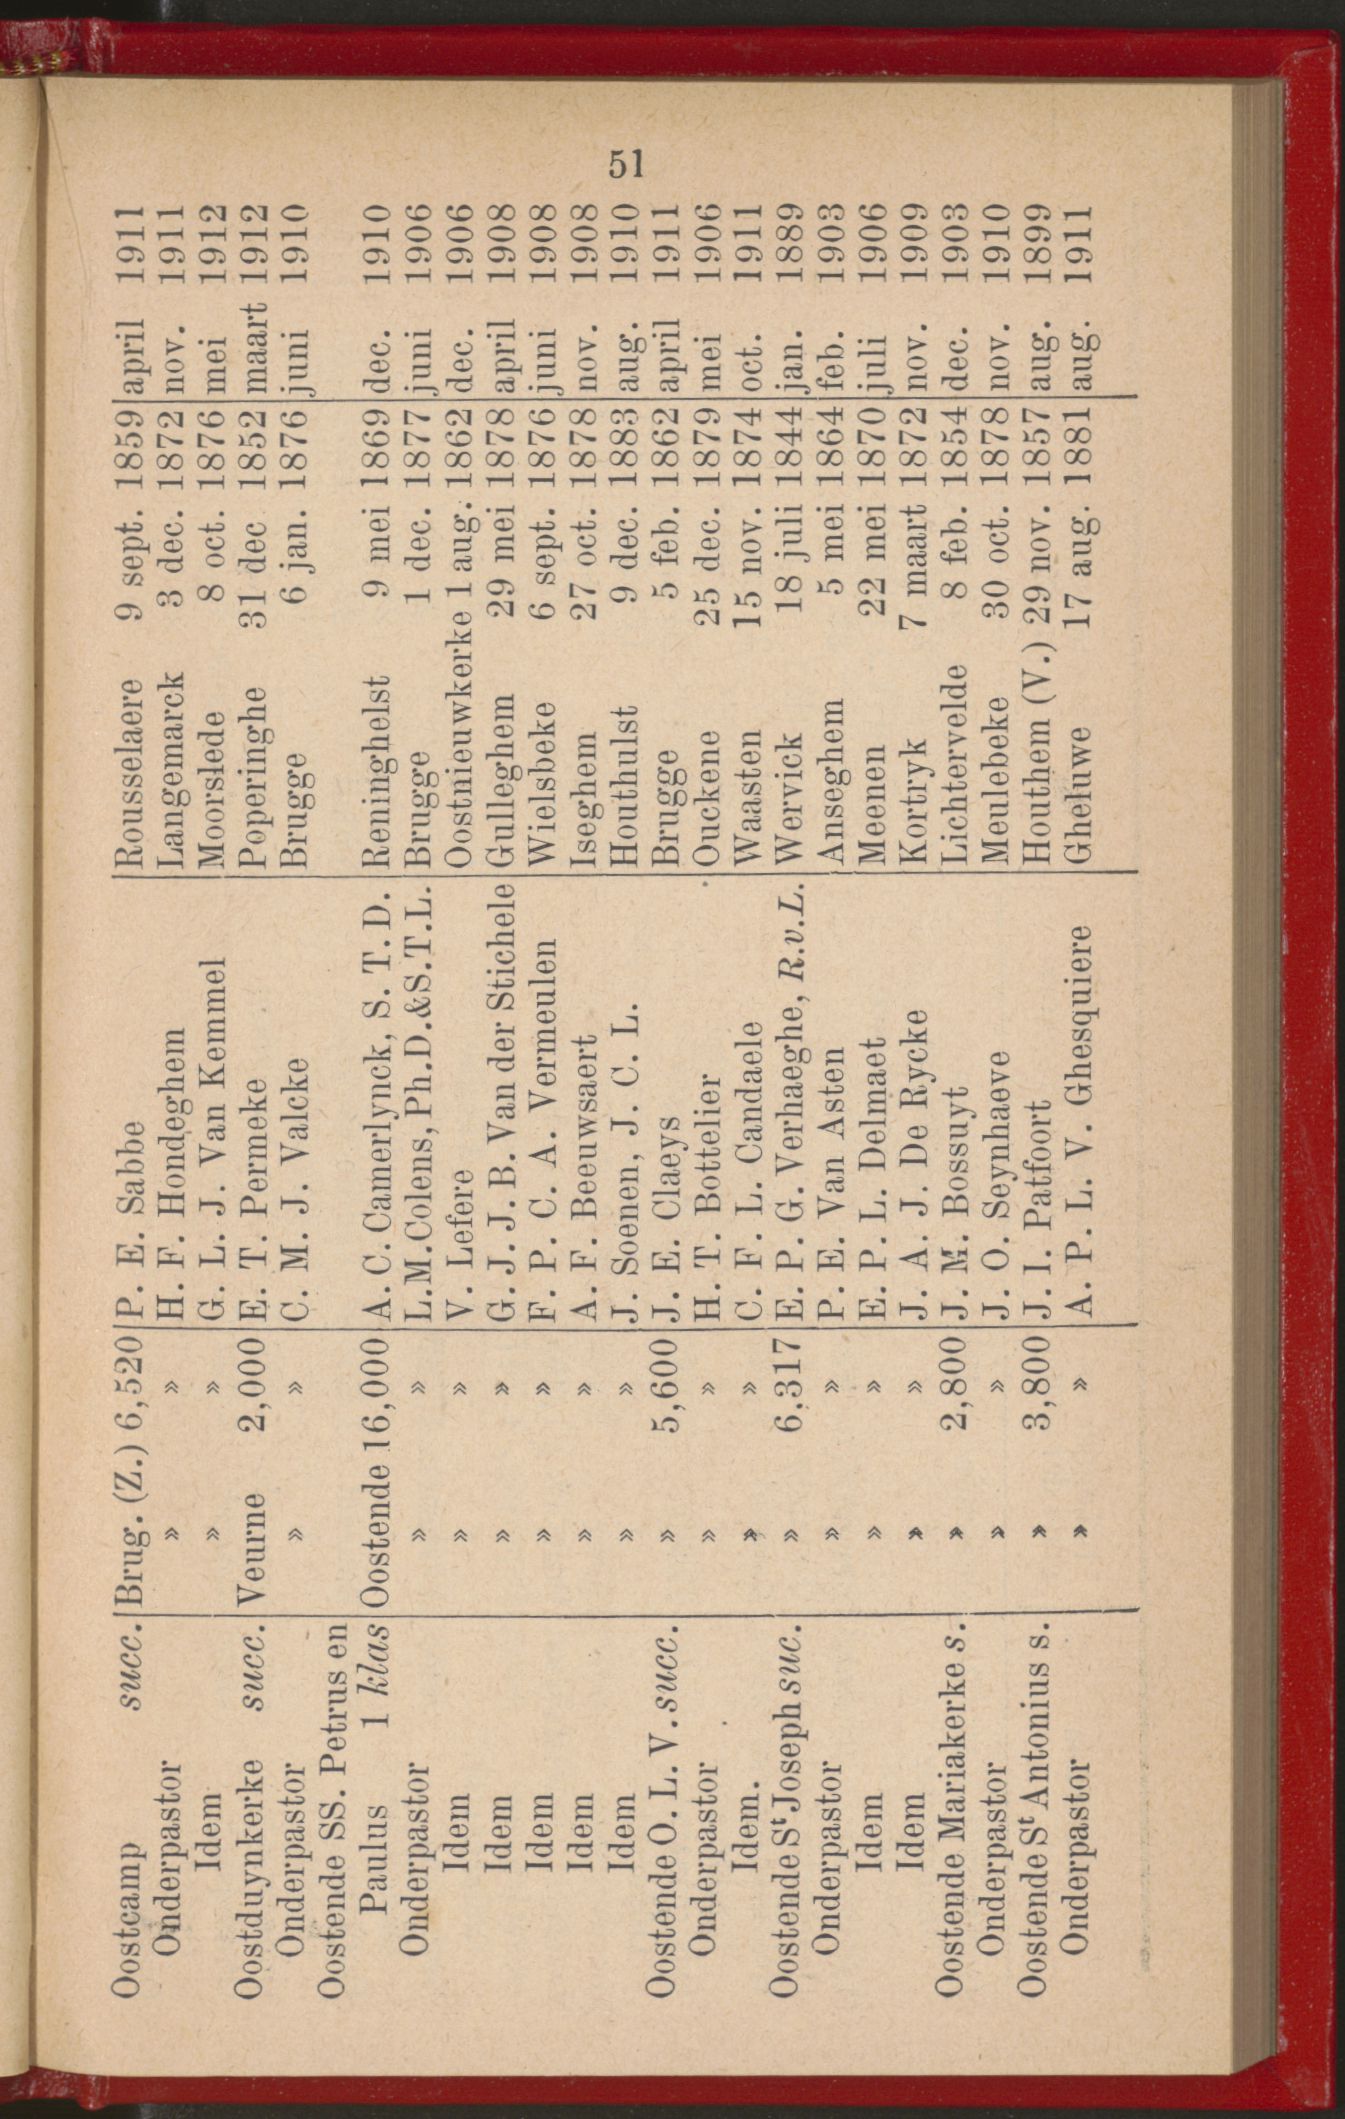 51
Oostcamp succ. Brug. (Z.) 6,520 P. E. Sabbe Rousselaere 9 sept. 1859 april 1911
Onderpastor » » H. F. Hondeghem Langemarck 3 dec. 1872 nov. 1911
Idem » » G. L. J. Van Kemmel Moorslede 8 oct. 1876 mei 1912
Oostduynkerke succ. Veurne 2,000 E. T. Permeke Poperinghe 31 dec 1852 maart 1912
Onderpastor » » C. M. J. Valcke Brugge 6 jan. 1876 juni 1910
Oostende SS. Petrus en
Paulus 1 klas Oostende 16,000 A. C. Camerlynck, S. T. D. Reninghelst 9 mei 1869 dec. 1910
Onderpastor » » L.M.Colens, Ph.D.&S.T.L. Brugge 1 dec. 1877 juni 1906
Idem » » V. Lefere Oostnieuwkerke 1 aug. 1862 dec. 1906
Idem » » G. J. J. B. Van der Stichele Gulleghem 29 mei 1878 april 1908
Idem » » F. P. C. A. Vermeulen Wielsbeke 6 sept. 1876 juni 1908
Idem » » A. F. Beeuwsaert Iseghem 27 oct. 1878 nov. 1908
Idem » » J. Soenen, J. C. L. Houthulst 9 dec. 1883 aug. 1910
Oostende O. L. V. succ. » 5,600 J. E. Claeys Brugge 5 feb. 1862 april 1911
Onderpastor » » H. T. Bottelier Ouckene 25 dec. 1879 mei 1906
Idem. » » C. F. L. Candaele Waasten 15 nov. 1874 oct. 1911
Oostende St Joseph suc. » 6.317 E. P. G. Verhaeghe, R.v.L. Wervick 18 juli 1844 jan. 1889
Onderpastor » » P. E. Van Asten Anseghem 5 mei 1864 feb. 1903
Idem » » E. P. L. Delmaet Meenen 22 mei 1870 juli 1906
Idem » » J. A. J. De Rycke Kortryk 7 maart 1872 nov. 1909
Oostende Mariakerke s. » 2,800 J. M. Bossuyt Lichtervelde 8 feb. 1854 dec. 1903
Onderpastor » » J. O. Seynhaeve Meulebeke 30 oct. 1878 nov. 1910
Oostende St Antonius s. » 3,800 J. I. Patfoort Houthem (V.) 29 nov. 1857 aug. 1899
Onderpastor » » A. P. L. V. Ghesquiere Gheluwe 17 aug. 1881 aug. 1911